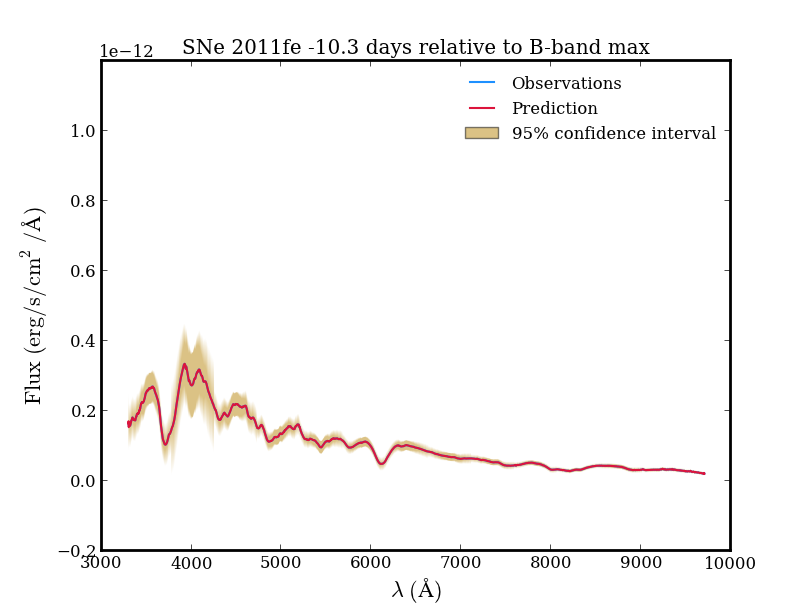 SNe 2011fe -10.3 days relative to B-band max
1e−12
Observations
Prediction
95% confidence interval
1.0
0.8
0.6
0.4
0.2
0.0
−0.2
Flux (erg/s/cm² /Å)
3000 4000 5000 6000 7000 8000 9000 10000
λ (Å)